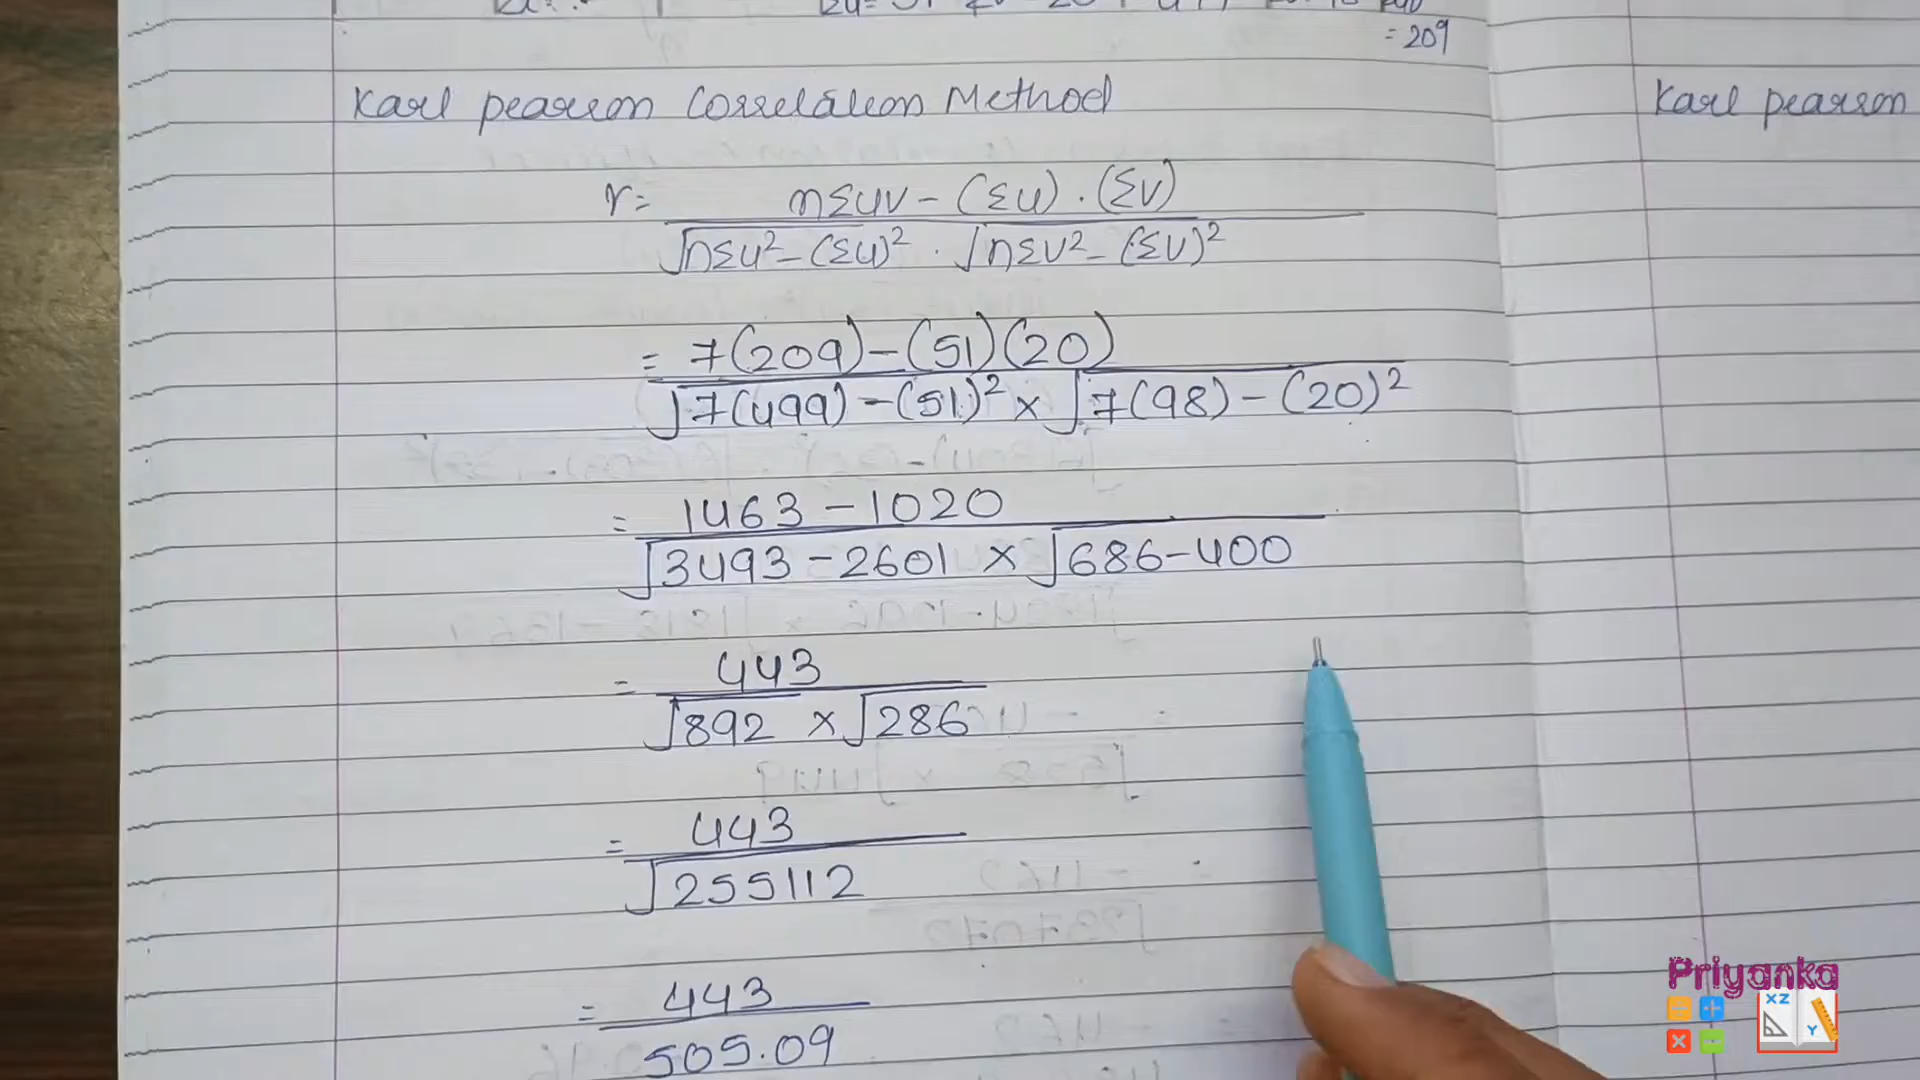 = 209
Karl pearson Correlation Method
Karl pearson
r = nΣuv - (Σu) . (Σv)
√nΣu² - (Σu)² . √nΣv² - (Σv)²
= 7(209) - (51)(20)
√7(499) - (51)² × √7(98) - (20)²
= 1463 - 1020
√3493 - 2601 × √686 - 400
= 443
√892 × √286
= 443
√255112
= 443
505.09
Priyanka
XZ
Y